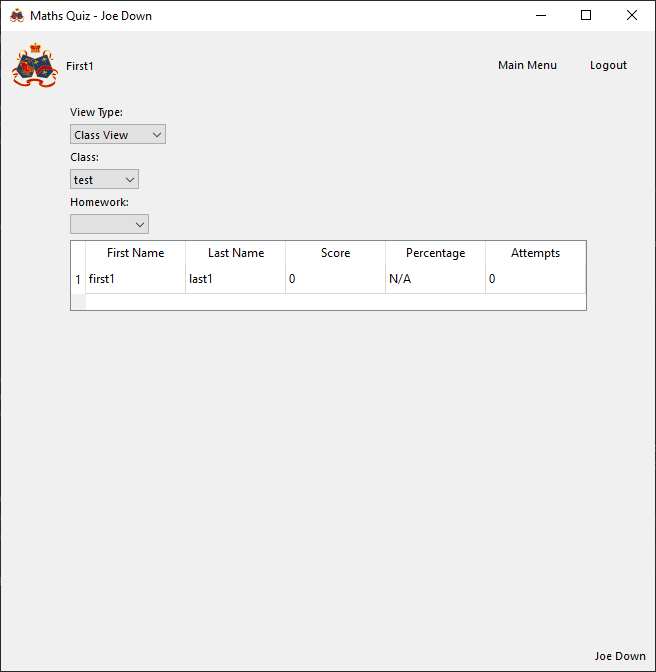 Maths Quiz - Joe Down
First1 Main Menu Logout
View Type:
Class View
Class:
test
Homework:
First Name Last Name Score Percentage Attempts
1 first1 last1 0 N/A 0
Joe Down